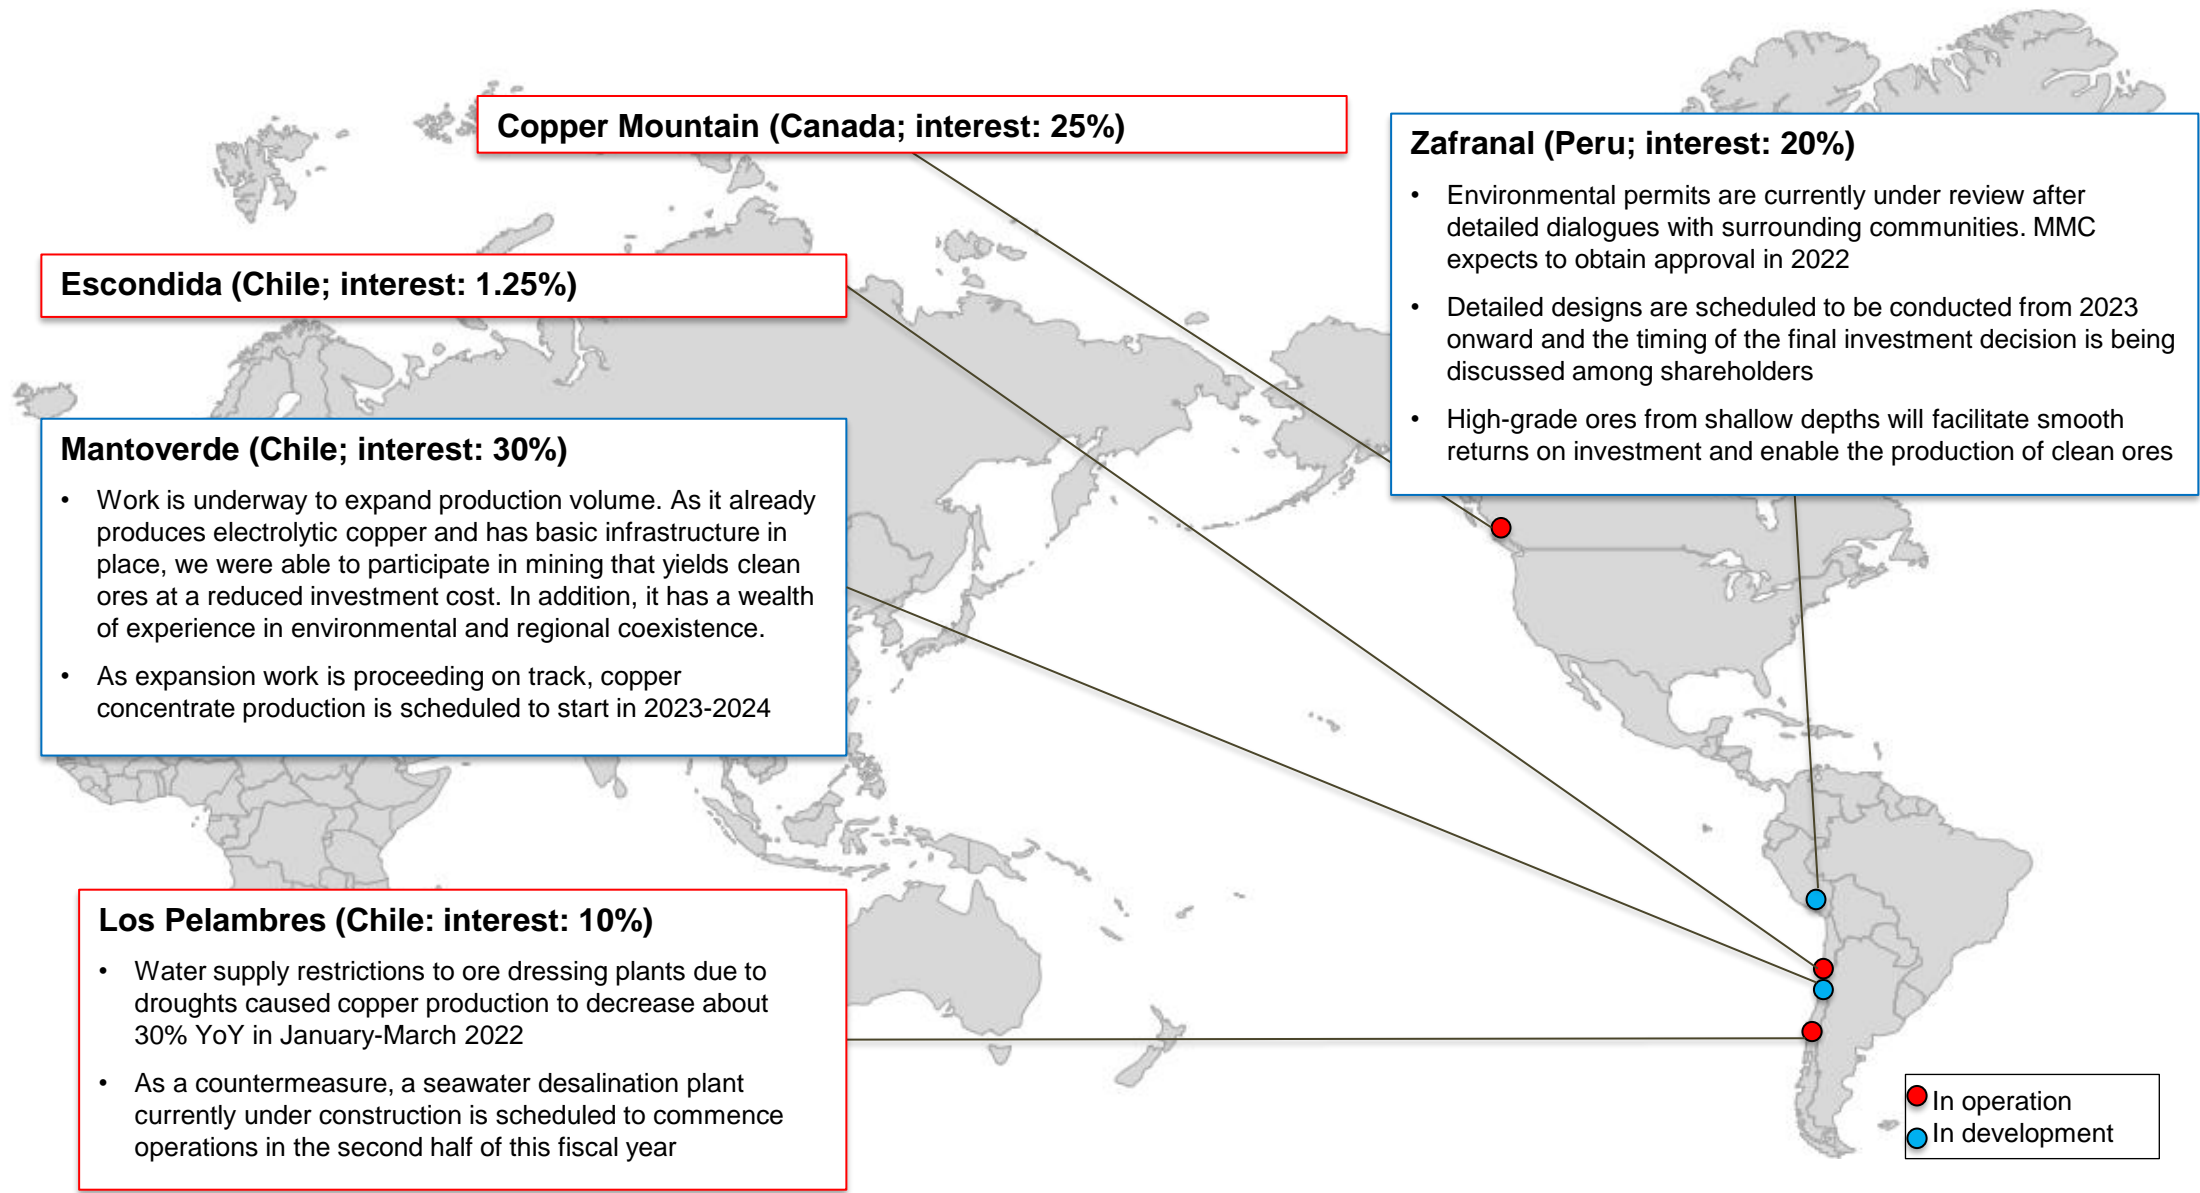 Copper Mountain (Canada; interest: 25%)
Escondida (Chile; interest: 1.25%)
Mantoverde (Chile; interest: 30%)
• Work is underway to expand production volume. As it already
produces electrolytic copper and has basic infrastructure in
place, we were able to participate in mining that yields clean
ores at a reduced investment cost. In addition, it has a wealth
of experience in environmental and regional coexistence.
• As expansion work is proceeding on track, copper
concentrate production is scheduled to start in 2023-2024
Los Pelambres (Chile: interest: 10%)
• Water supply restrictions to ore dressing plants due to
droughts caused copper production to decrease about
30% YoY in January-March 2022
• As a countermeasure, a seawater desalination plant
currently under construction is scheduled to commence
operations in the second half of this fiscal year
Zafranal (Peru; interest: 20%)
• Environmental permits are currently under review after
detailed dialogues with surrounding communities. MMC
expects to obtain approval in 2022
• Detailed designs are scheduled to be conducted from 2023
onward and the timing of the final investment decision is being
discussed among shareholders
• High-grade ores from shallow depths will facilitate smooth
returns on investment and enable the production of clean ores
In operation
In development